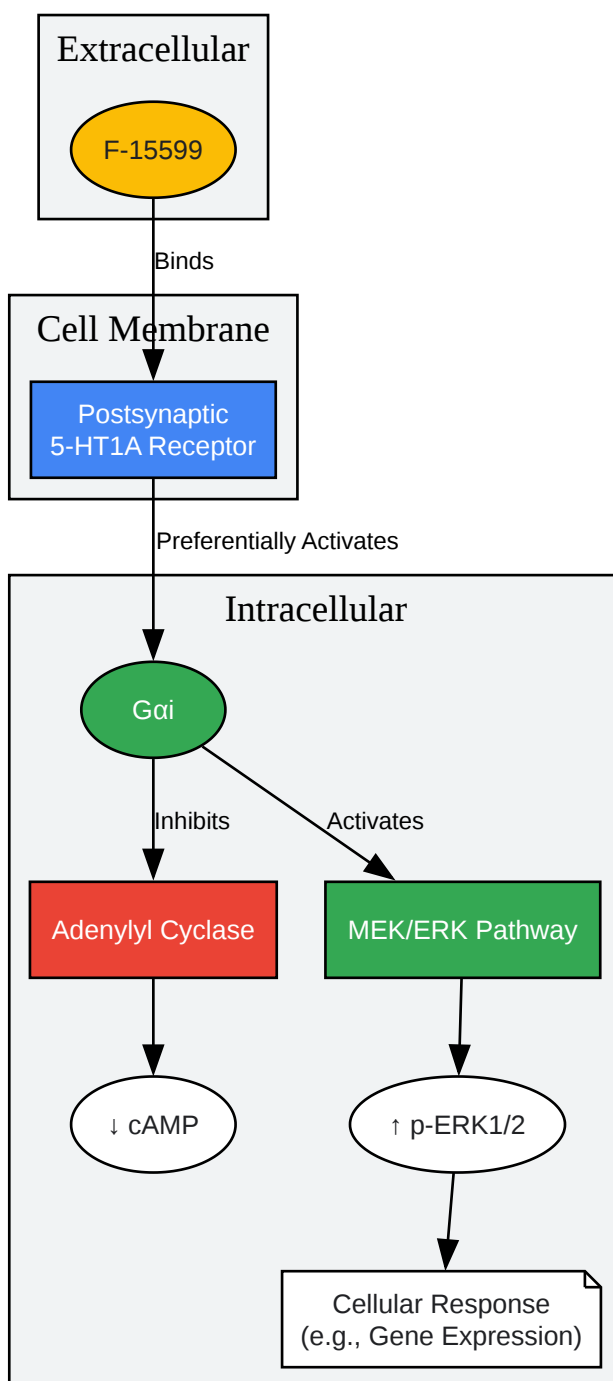 Extracellular
F-15599
Binds
Cell Membrane
Postsynaptic
5-HT1A Receptor
Preferentially Activates
Intracellular
Gαi
Inhibits
Activates
Adenylyl Cyclase
MEK/ERK Pathway
↓ cAMP
↑ p-ERK1/2
Cellular Response
(e.g., Gene Expression)